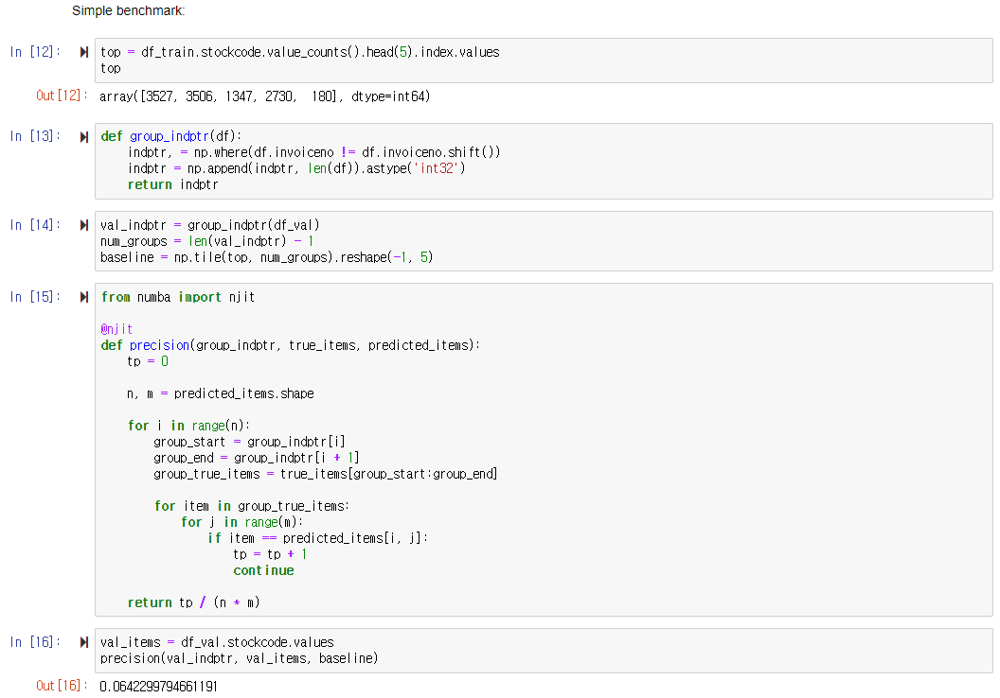 Simple benchmark:
In [12]: top = df_train.stockcode.value_counts().head(5).index.values
top
Out[12]: array([3527, 3506, 1347, 2730,  180], dtype=int64)
In [13]: def group_indptr(df):
    indptr, = np.where(df.invoiceno != df.invoiceno.shift())
    indptr = np.append(indptr, len(df)).astype('int32')
    return indptr
In [14]: val_indptr = group_indptr(df_val)
num_groups = len(val_indptr) - 1
baseline = np.tile(top, num_groups).reshape(-1, 5)
In [15]: from numba import njit
@njit
def precision(group_indptr, true_items, predicted_items):
    tp = 0
    n, m = predicted_items.shape
    for i in range(n):
        group_start = group_indptr[i]
        group_end = group_indptr[i + 1]
        group_true_items = true_items[group_start:group_end]
        for item in group_true_items:
            for j in range(m):
                if item == predicted_items[i, j]:
                    tp = tp + 1
                    continue
    return tp / (n * m)
In [16]: val_items = df_val.stockcode.values
precision(val_indptr, val_items, baseline)
Out[16]: 0.0642299794661191